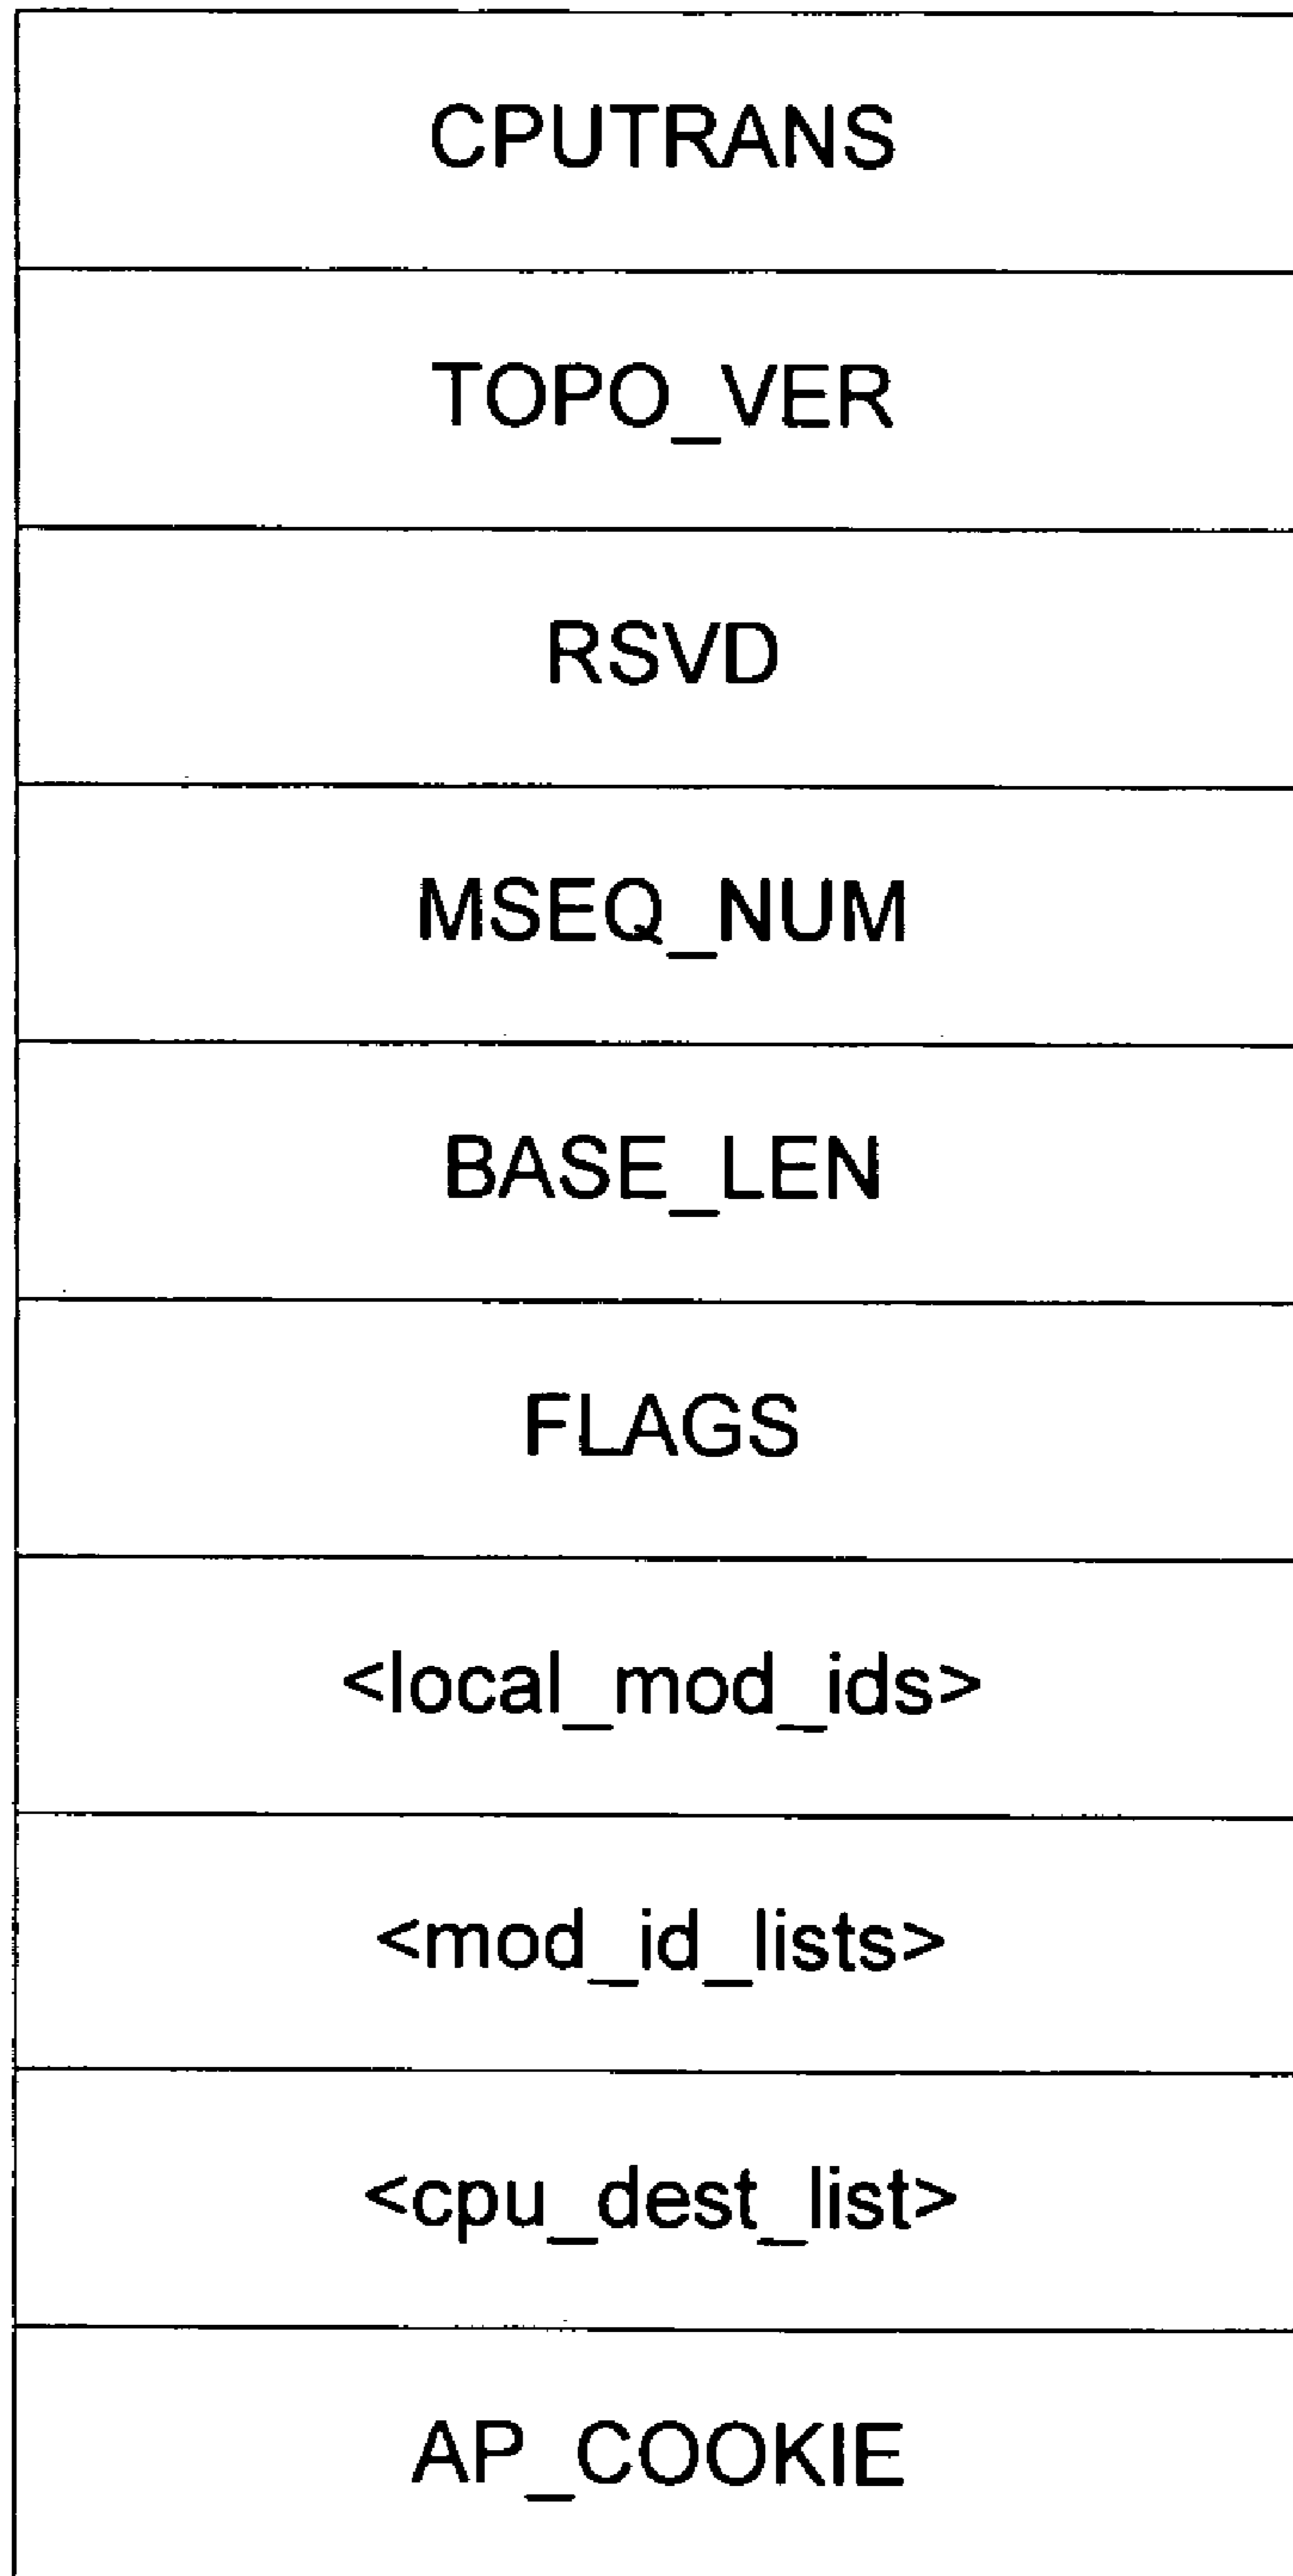 CPUTRANS
TOPO_VER
RSVD
MSEQ_NUM
BASE_LEN
FLAGS
<local_mod_ids>
<mod_id_lists>
<cpu_dest_list>
AP_COOKIE